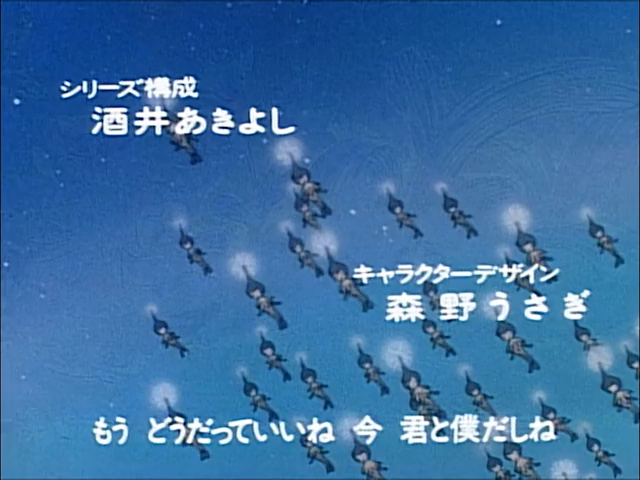 シリーズ構成
酒井あきよし
キャラクターデザイン
森野うさぎ
もう どうだっていいね 今 君と僕だしね